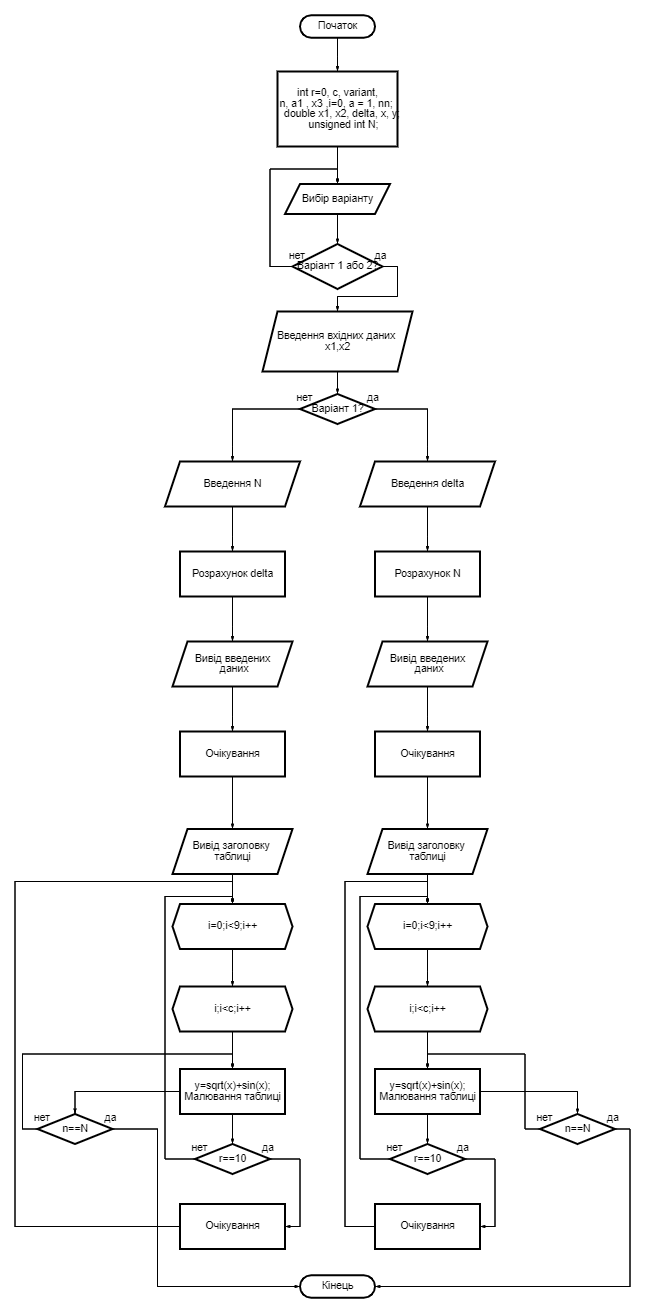 Початок
int r=0, c, variant,
n, a1 , x3 ,i=0, a = 1, nn;
double x1, x2, delta, x, y;
unsigned int N;
Вибір варіанту
нет
да
Варіант 1 або 2?
Введення вхідних даних
x1,x2
нет
да
Варіант 1?
Введення N
Введення delta
Розрахунок delta
Розрахунок N
Вивід введених
даних
Вивід введених
даних
Очікування
Очікування
Вивід заголовку
таблиці
Вивід заголовку
таблиці
i=0;i<9;i++
i=0;i<9;i++
i;i<c;i++
i;i<c;i++
y=sqrt(x)+sin(x);
Малювання таблиці
y=sqrt(x)+sin(x);
Малювання таблиці
нет
да
n==N
нет
да
n==N
нет
да
r==10
нет
да
r==10
Очікування
Очікування
Кінець